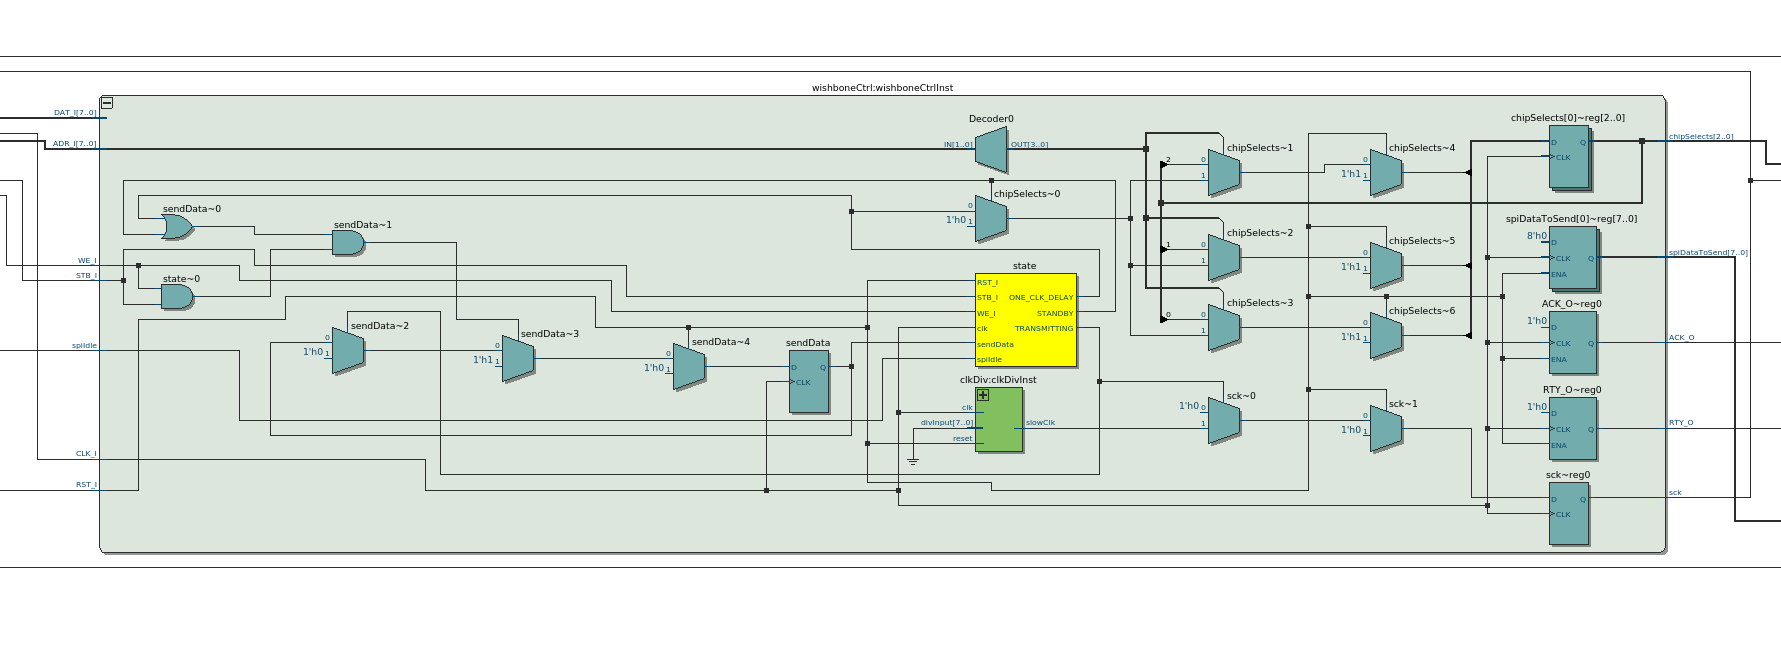 wishboneCtrl:wishboneCtrlInst
DAT_I[7..0]
ADR_I[7..0]
WE_I
STB_I
spiIdle
CLK_I
RST_I
sendData~0
state~0
sendData~1
sendData~2
0
1'h0 1
sendData~3
0
1'h1 1
sendData~4
0
1'h0 1
sendData
D Q
CLK
Decoder0
IN[1..0] OUT[3..0]
chipSelects~0
0
1'h0 1
state
RST_I
STB_I ONE_CLK_DELAY
WE_I STANDBY
clk TRANSMITTING
sendData
spiIdle
clkDiv:clkDivInst
clk
divInput[7..0] slowClk
reset
chipSelects~1
2 0
1
chipSelects~2
1 0
1
chipSelects~3
0 0
1
sck~0
1'h0 0
1
chipSelects~4
0
1'h1 1
chipSelects~5
0
1'h1 1
chipSelects~6
0
1'h1 1
sck~1
0
1'h0 1
chipSelects[0]~reg[2..0]
D Q
CLK
spiDataToSend[0]~reg[7..0]
8'h0 D
CLK Q
ENA
ACK_O~reg0
1'h0 D
CLK Q
ENA
RTY_O~reg0
1'h0 D
CLK Q
ENA
sck~reg0
D Q
CLK
chipSelects[2..0]
spiDataToSend[7..0]
ACK_O
RTY_O
sck